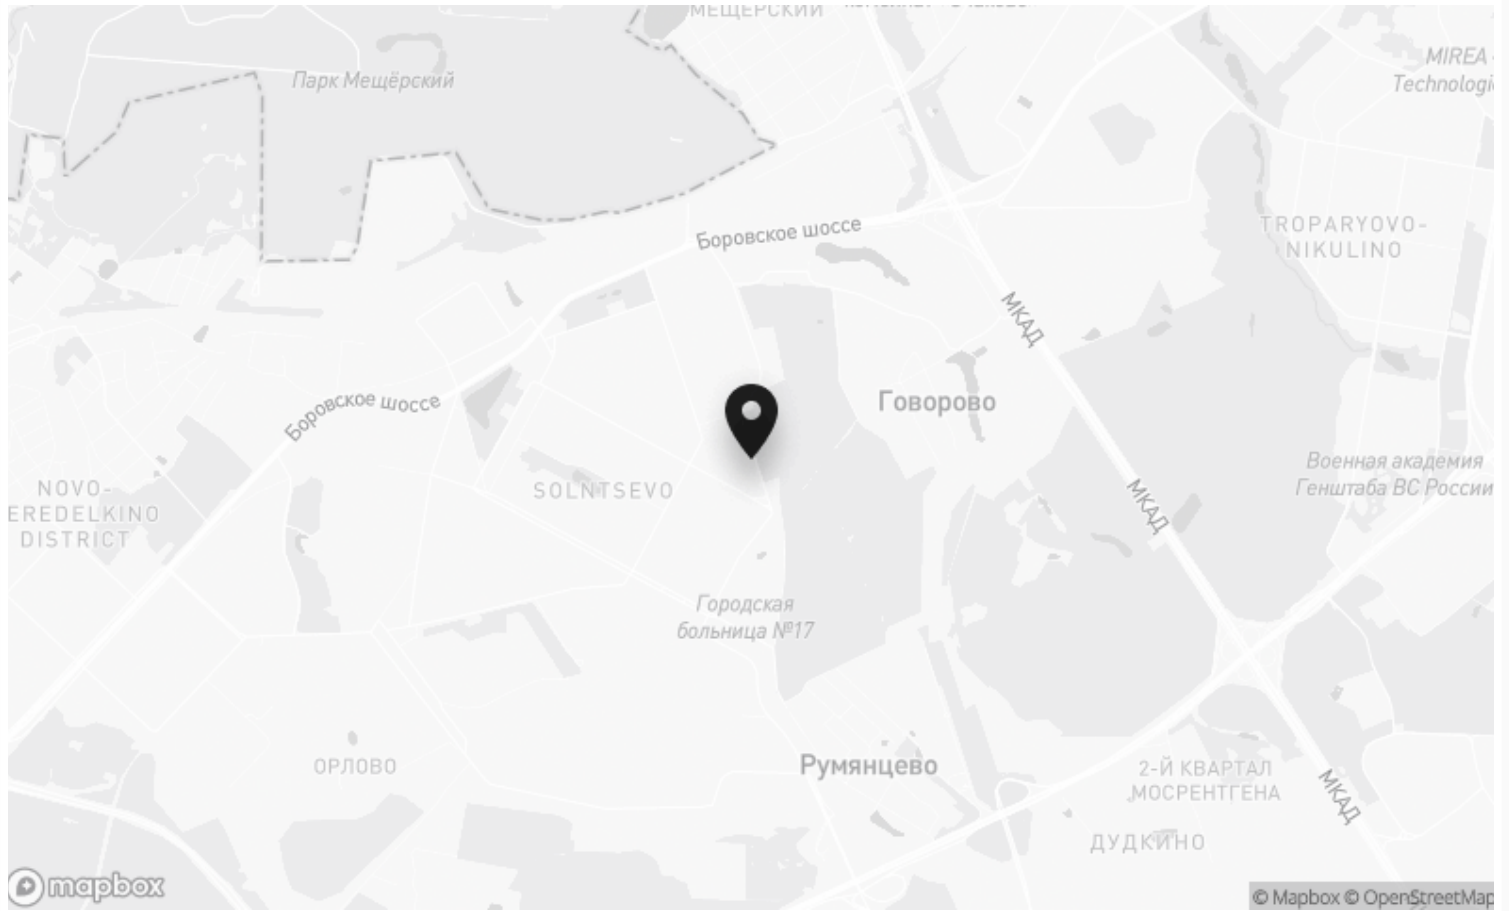 МЕЩЕРСКИЙ
MIREA -
Technologi
Парк Мещёрский
TROPARYOVO-
NIKULINO
Боровское шоссе
МКАД
Боровское шоссе
Говорово
Военная академия
Генштаба ВС России
NOVO-
EREDELKINO
DISTRICT
SOLNTSEVO
МКАД
Городская
больница №17
ОРЛОВО
Румянцево
2-Й КВАРТАЛ
МОСРЕНТГЕНА
МКАД
ДУДКИНО
mapbox
© Mapbox © OpenStreetMap